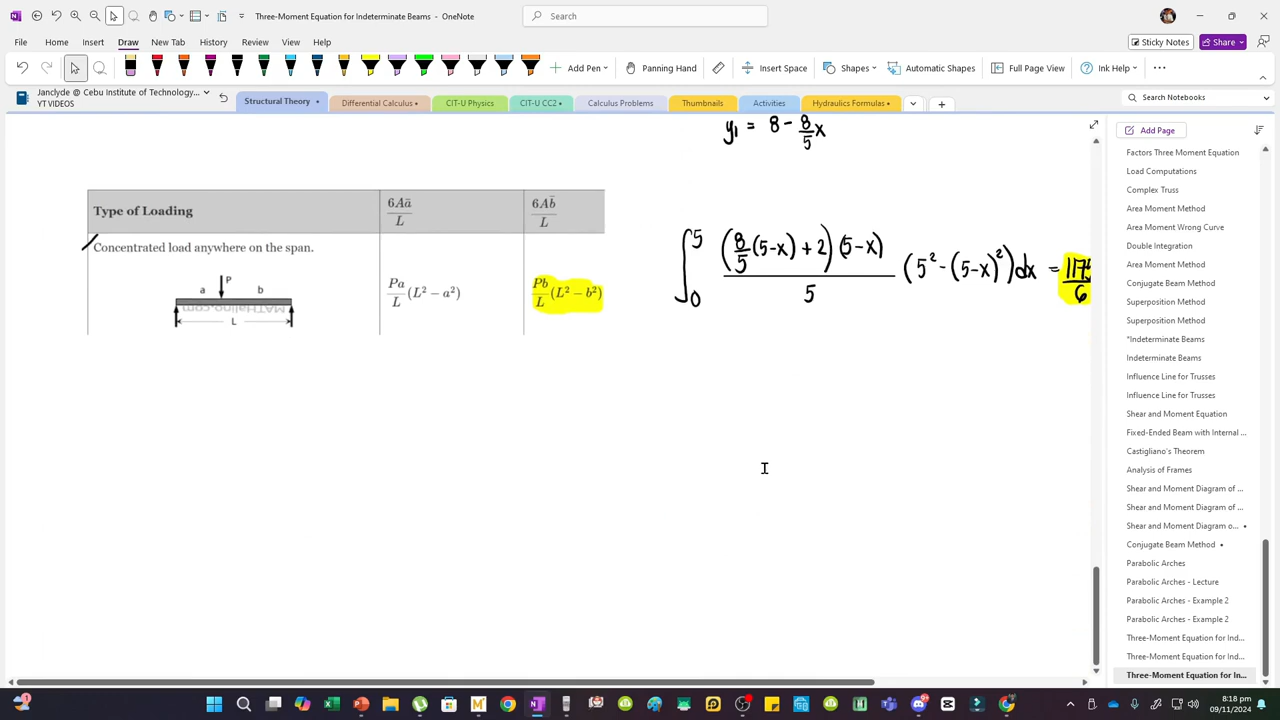 Three-Moment Equation for Indeterminate Beams - OneNote
Search
File Home Insert Draw New Tab History Review View Help
Sticky Notes Share
Add Pen Panning Hand Insert Space Shapes Automatic Shapes Full Page View Ink Help
Janclyde @ Cebu Institute of Technology...
YT VIDEOS
Structural Theory Differential Calculus CIT-U Physics CIT-U CC2 Calculus Problems Thumbnails Activities Hydraulics Formulas
Search Notebooks
Add Page
y₁ = 8 - 8/5 x
Type of Loading 6Aā/L 6Ab̄/L
Concentrated load anywhere on the span.
P
a b
L
MATHalino.com
Pa/L (L² − a²) Pb/L (L² − b²)
∫₀⁵ (8/5 (5-x) + 2)(5-x) / 5 (5² - (5-x)²) dx = 1175/6
Factors Three Moment Equation
Load Computations
Complex Truss
Area Moment Method
Area Moment Wrong Curve
Double Integration
Area Moment Method
Conjugate Beam Method
Superposition Method
Superposition Method
*Indeterminate Beams
Indeterminate Beams
Influence Line for Trusses
Influence Line for Trusses
Shear and Moment Equation
Fixed-Ended Beam with Internal ...
Castigliano's Theorem
Analysis of Frames
Shear and Moment Diagram of ...
Shear and Moment Diagram of ...
Shear and Moment Diagram o...
Conjugate Beam Method
Parabolic Arches
Parabolic Arches - Lecture
Parabolic Arches - Example 2
Parabolic Arches - Example 2
Three-Moment Equation for Ind...
Three-Moment Equation for Ind...
Three-Moment Equation for In...
8:18 pm
09/11/2024